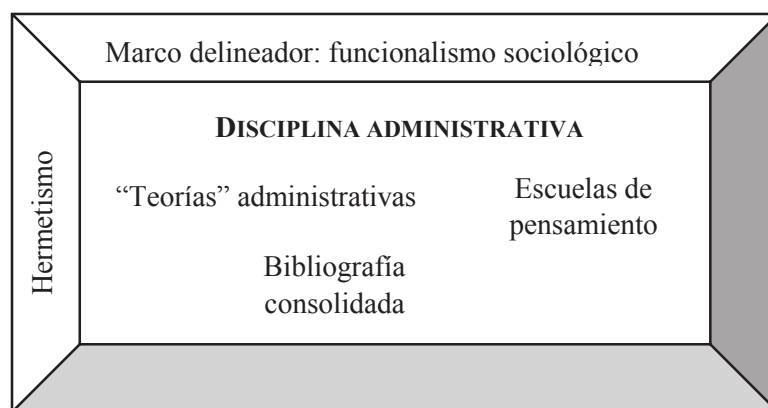 Marco delineador: funcionalismo sociológico
Hermetismo
DISCIPLINA ADMINISTRATIVA
“Teorías” administrativas
Escuelas de
pensamiento
Bibliografía
consolidada